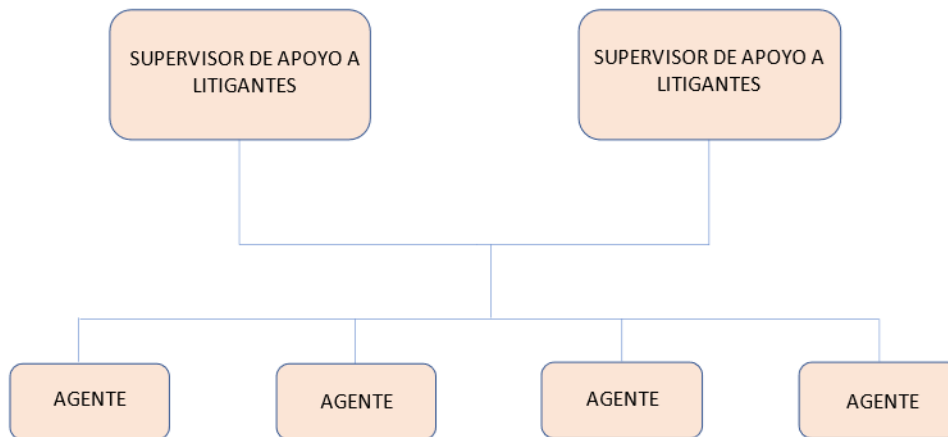 SUPERVISOR DE APOYO A
LITIGANTES
SUPERVISOR DE APOYO A
LITIGANTES
AGENTE
AGENTE
AGENTE
AGENTE